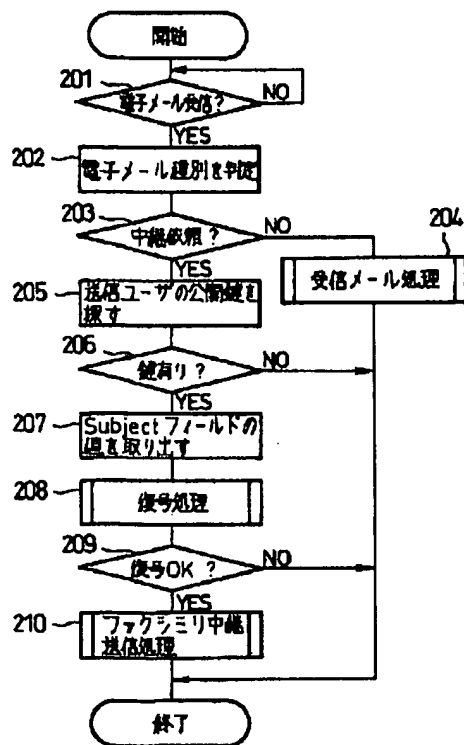 開始
201
電子メール受信?
NO
YES
202
電子メール種別を判定
203
中継依頼?
NO
204
YES
受信メール処理
205
送信ユーザの公開鍵を
探す
206
鍵有り?
NO
YES
207
Subjectフィールドの
値を取り出す
208
復号処理
209
復号OK?
NO
YES
210
ファクシミリ中継
送信処理
終了